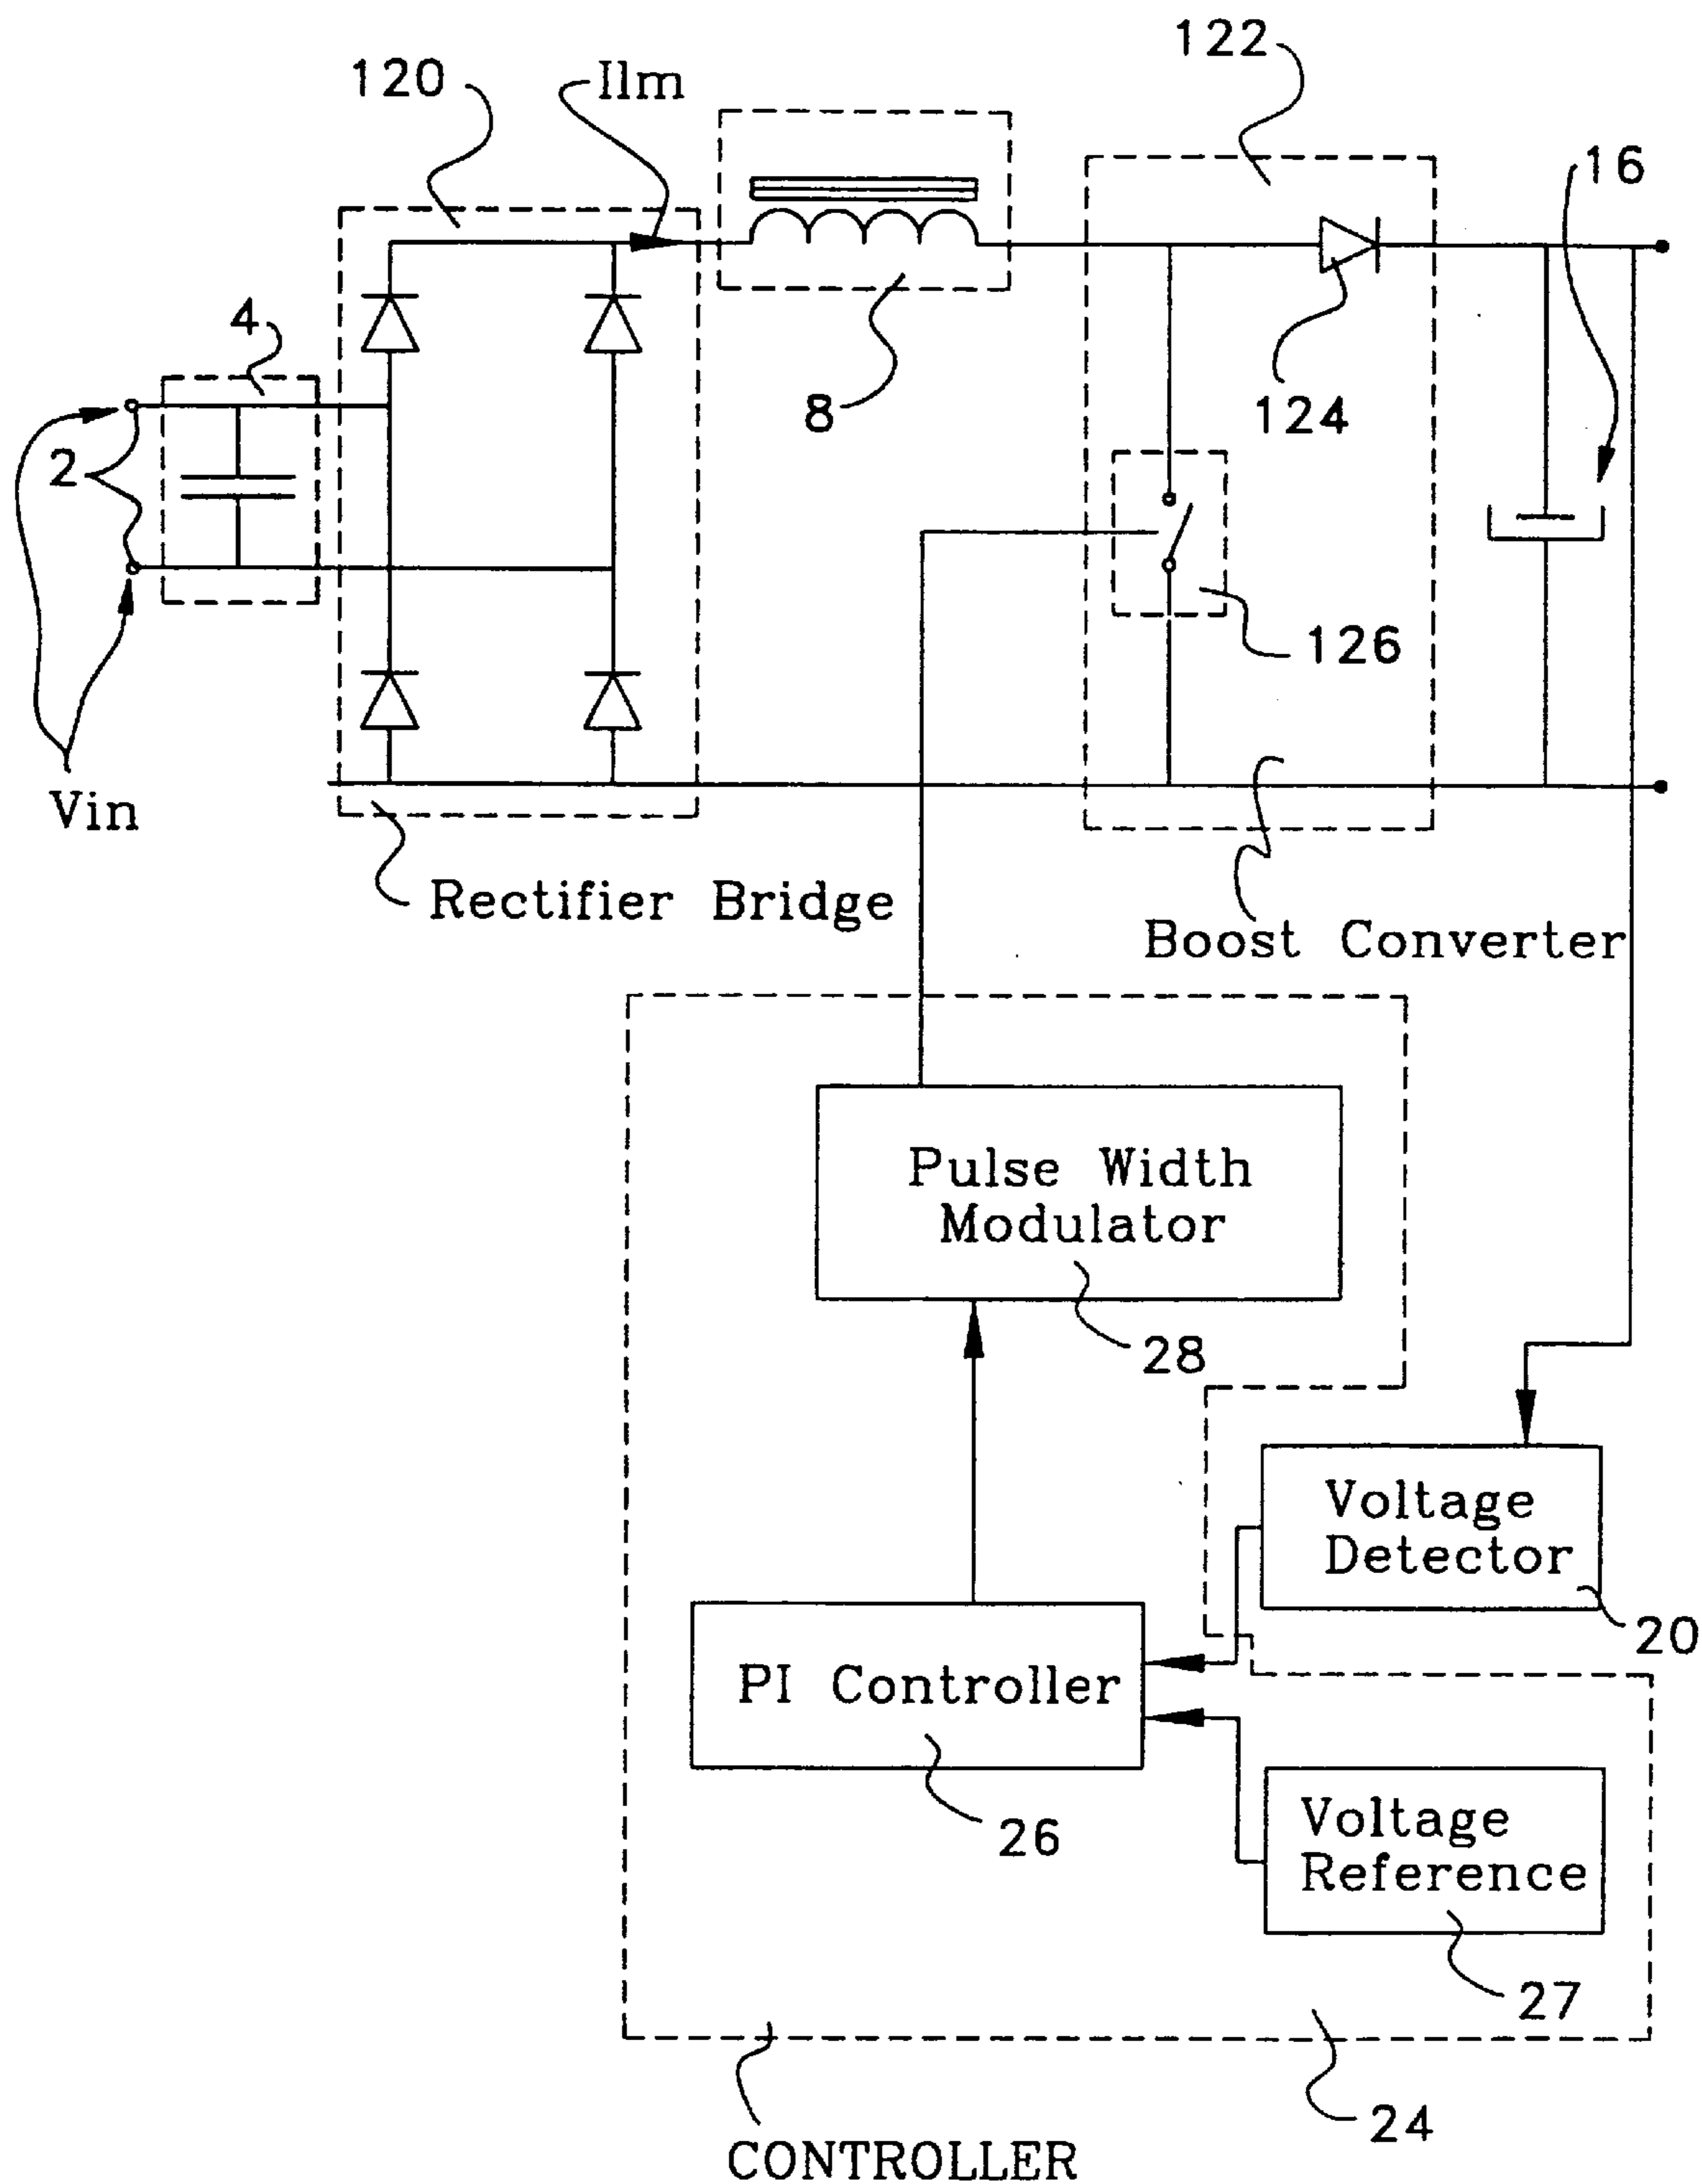 122
120
Ilm
16
4
8
124
2
126
Vin
Rectifier Bridge
Boost Converter
Pulse Width
Modulator
28
Voltage
Detector
20
PI Controller
26
Voltage
Reference
27
24
CONTROLLER